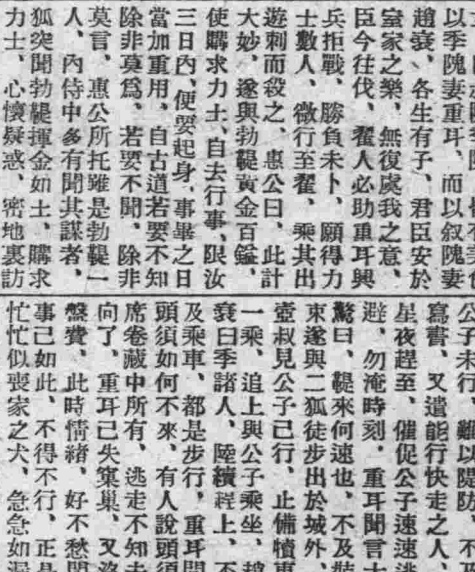 以季隗妻重耳、而以叙隗妻
趙衰、各生有子、君臣安於
室家之樂、無復處我之意、
臣今往伐、翟人必助重耳興
兵拒戰、勝負未卜、願得力
士數人、微行至翟、乘其出
遊刺而殺之、惠公曰、此計
大妙、遂與勃鞮黃金百鎰、
使購求力士、自去行事、限汝
三日內、便要起身、事畢之日
當加重用、自古道若要不知
除非莫爲、若要不聞、除非
莫言、惠公所托雖是勃鞮一
人、內侍中多有聞其謀者、
狐突聞勃鞮揮金如土、購求
力士、心懷疑惑、密地裏訪
公子未行、難以隄防、不及
寫書、又遣能行快走之人、
星夜趕至、催促公子速速逃
避、勿淹時刻、重耳聞言大
驚曰、鞮來何速也、不及裝
束遂與二狐徒步出於城外、
壺叔見公子已行、止備犢車
一乘、追上與公子乘坐、趙
衰曰季諸人、陸續趕上、不
及乘車、都是步行、重耳問
頭須如何不來、有人說頭須
席卷藏中所有、逃走不知去
向了、重耳已失窠巢、又沒
盤費、此時情緒、好不愁悶
事已如此、不得不行、正是
忙忙似喪家之犬、急急如漏